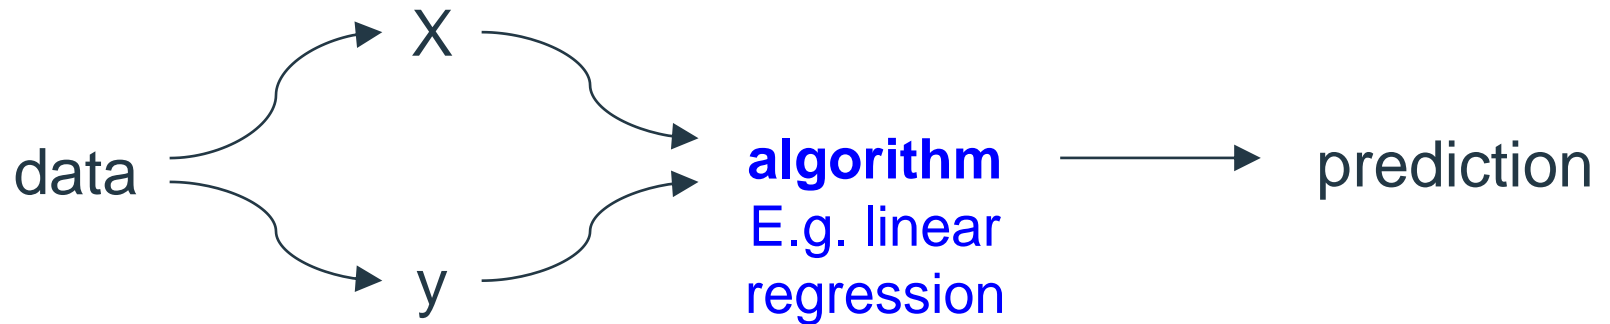 data
X
y
algorithm
E.g. linear
regression
prediction